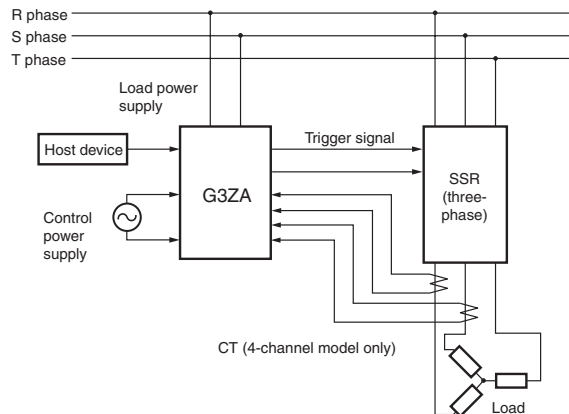 R phase
S phase
T phase
Load power
supply
Host device
Trigger signal
G3ZA
SSR
(three-
phase)
Control
power
supply
CT (4-channel model only)
Load